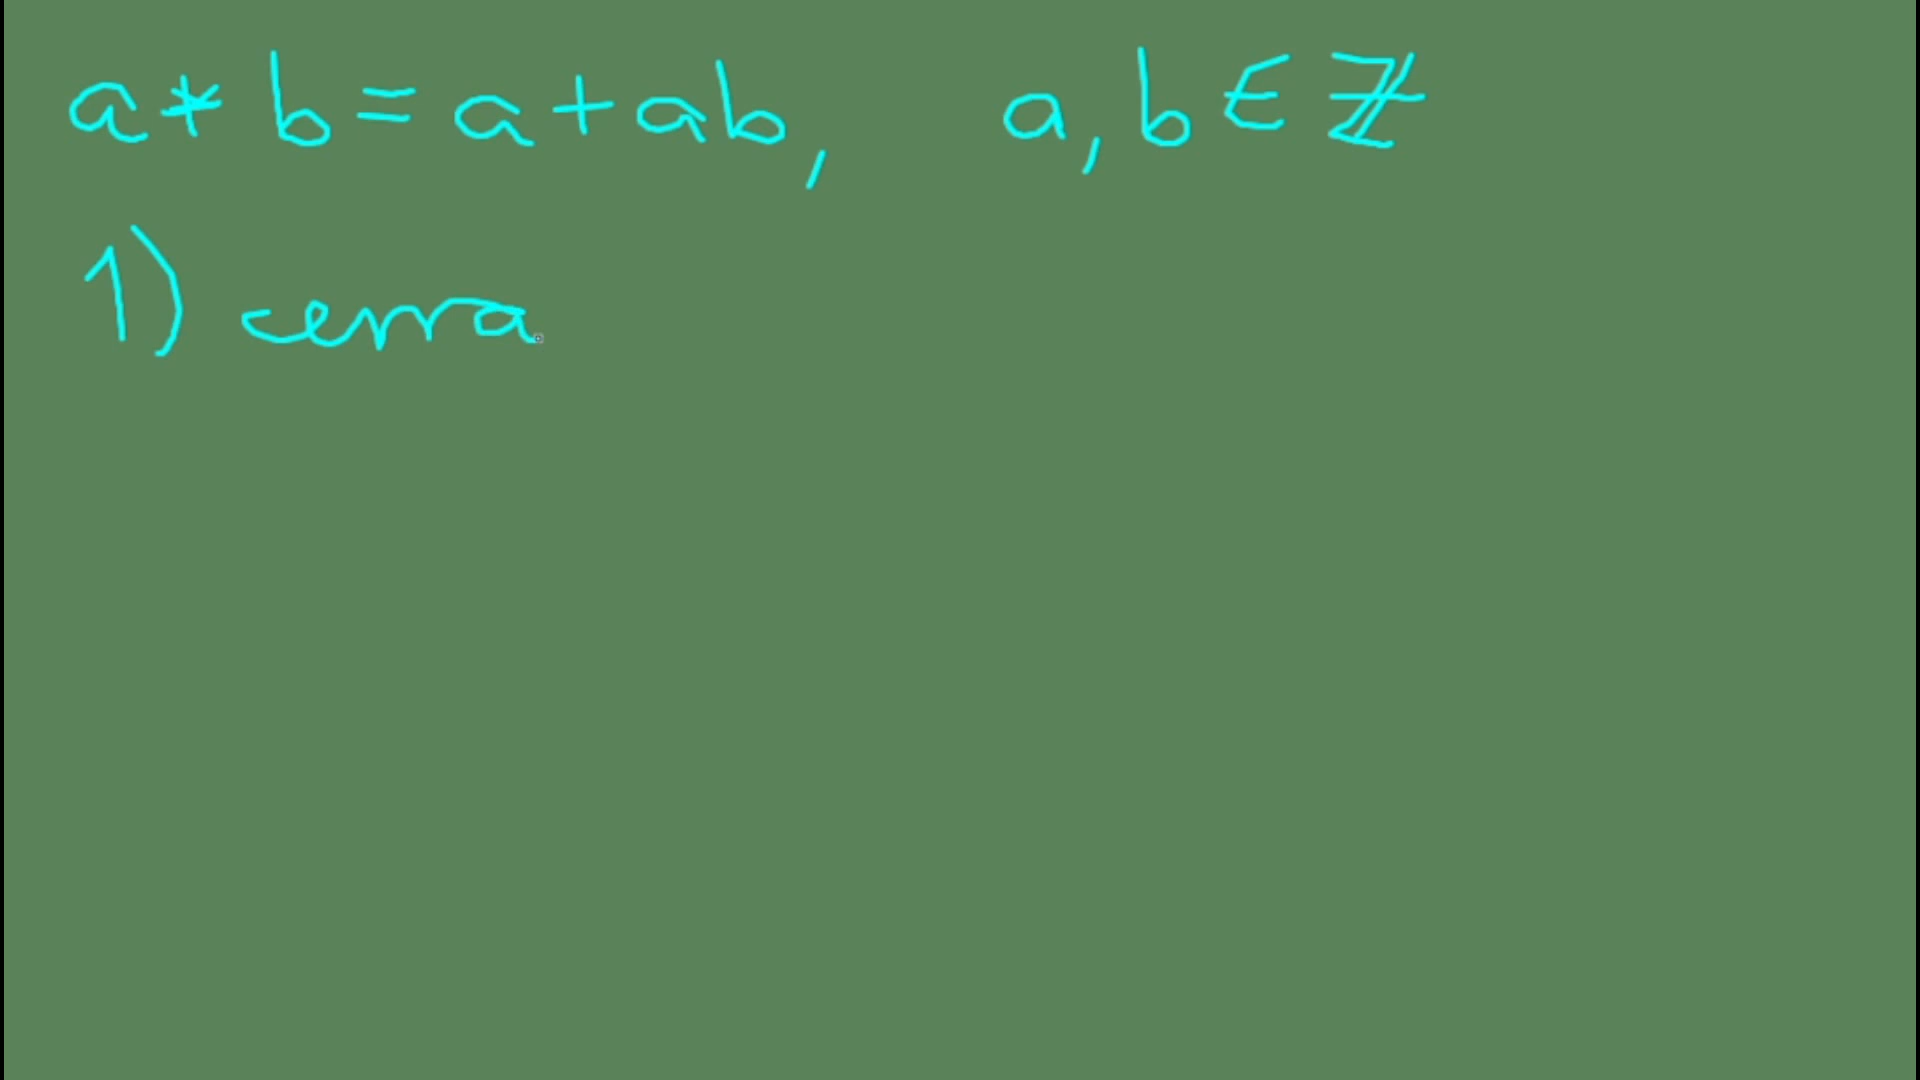 a * b = a + ab, a, b ∈ ℤ
1) cerra